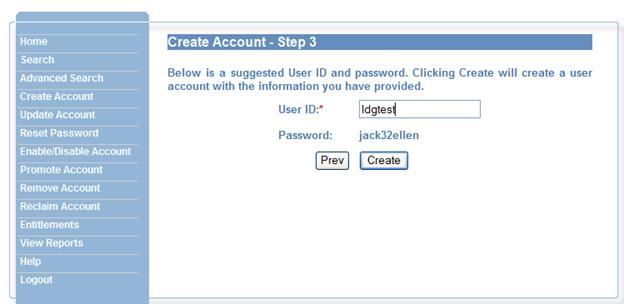 Home
Search
Advanced Search
Create Account
Update Account
Reset Password
Enable/Disable Account
Promote Account
Remove Account
Reclaim Account
Entitlements
View Reports
Help
Logout
Create Account - Step 3
Below is a suggested User ID and password. Clicking Create will create a user
account with the information you have provided.
User ID:* ldgtest
Password: jack32ellen
Prev Create